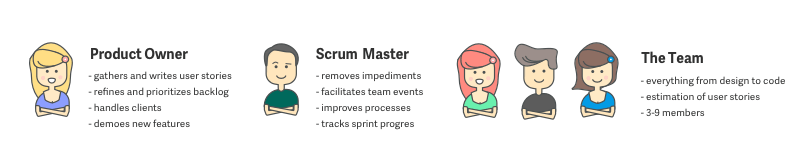 Product Owner
- gathers and writes user stories
- refines and prioritizes backlog
- handles clients
- demoes new features
Scrum Master
- removes impediments
- facilitates team events
- improves processes
- tracks sprint progres
The Team
- everything from design to code
- estimation of user stories
- 3-9 members